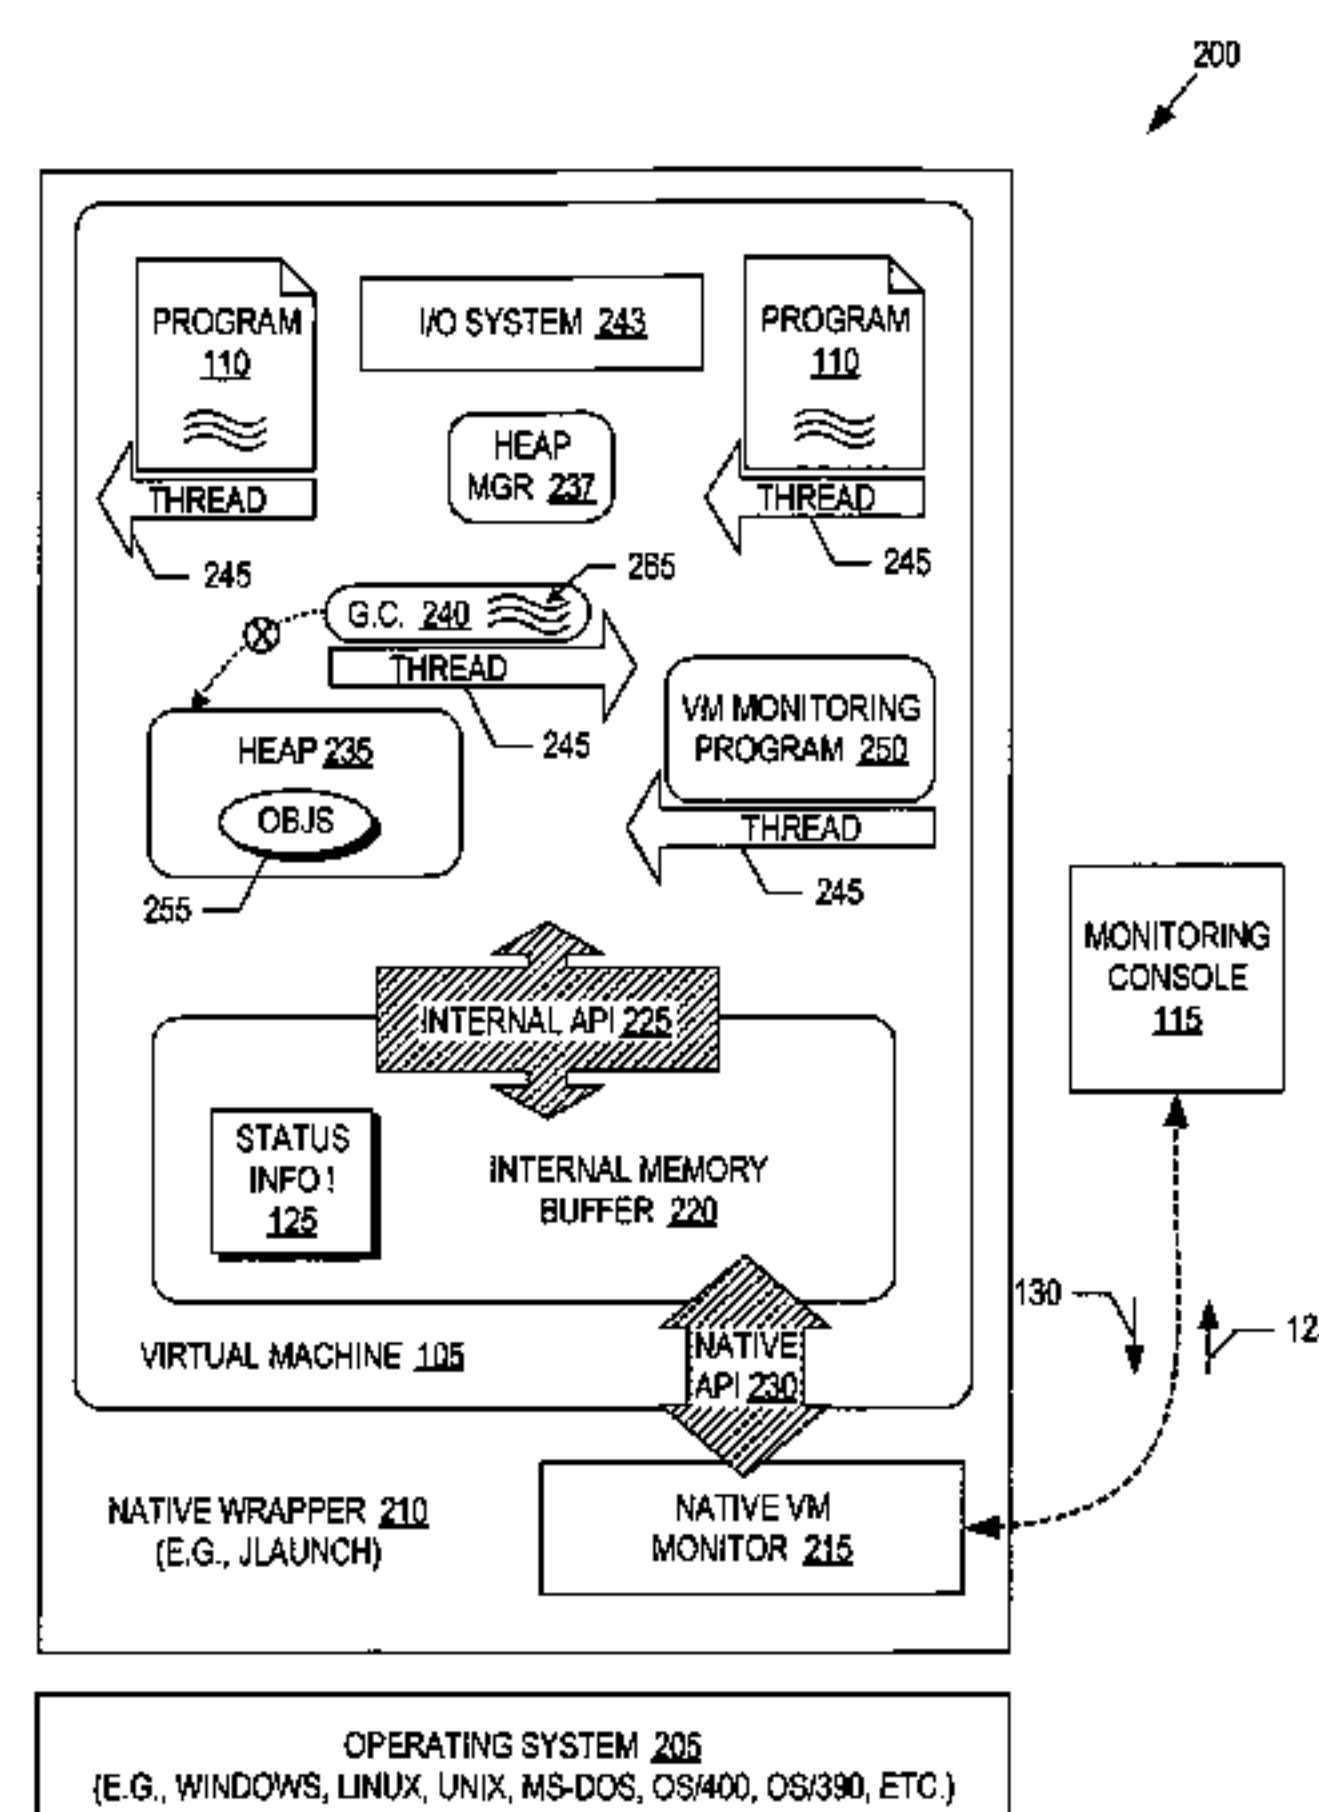 200
PROGRAM
110
I/O SYSTEM 243
PROGRAM
110
HEAP
MGR 237
THREAD
THREAD
245
245
265
G.C. 240
THREAD
245
VM MONITORING
PROGRAM 250
HEAP 235
OBJS
THREAD
255
245
MONITORING
CONSOLE
115
INTERNAL API 225
STATUS
INFO !
125
INTERNAL MEMORY
BUFFER 220
130
VIRTUAL MACHINE 105
NATIVE
API 230
NATIVE WRAPPER 210
(E.G., JLAUNCH)
NATIVE VM
MONITOR 215
OPERATING SYSTEM 205
(E.G., WINDOWS, LINUX, UNIX, MS-DOS, OS/400, OS/390, ETC.)